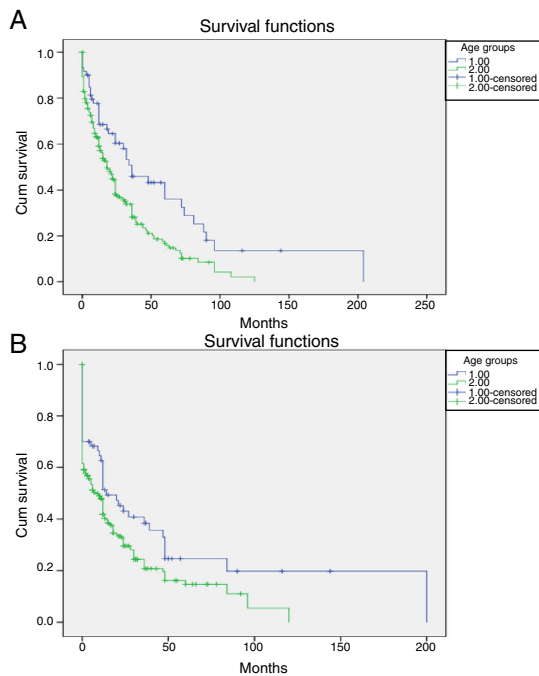 A
Survival functions
Age groups
1.00
2.00
1.00-censored
2.00-censored
1.0
0.8
0.6
0.4
0.2
0.0
Cum survival
0 50 100 150 200 250
Months
B
Survival functions
Age groups
1.00
2.00
1.00-censored
2.00-censored
1.0
0.8
0.6
0.4
0.2
0.0
Cum survival
0 50 100 150 200
Months